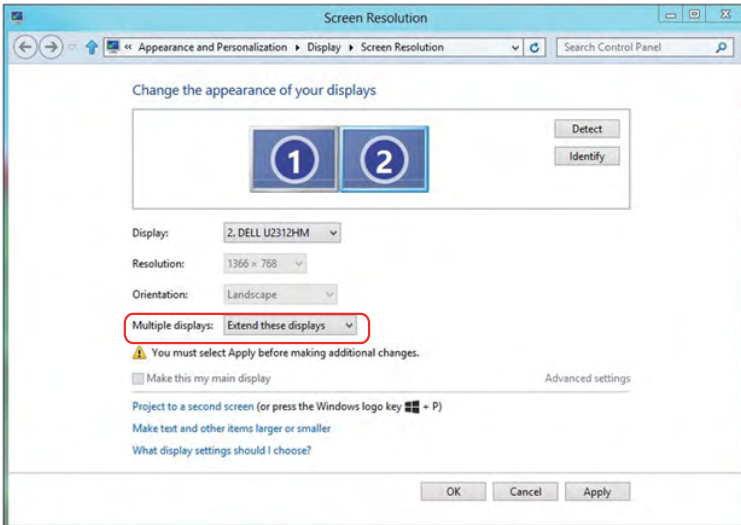 Screen Resolution
« Appearance and Personalization ▸ Display ▸ Screen Resolution
Search Control Panel
Change the appearance of your displays
1 2
Detect
Identify
Display: 2. DELL U2312HM
Resolution: 1366 × 768
Orientation: Landscape
Multiple displays: Extend these displays
You must select Apply before making additional changes.
Make this my main display Advanced settings
Project to a second screen (or press the Windows logo key + P)
Make text and other items larger or smaller
What display settings should I choose?
OK Cancel Apply